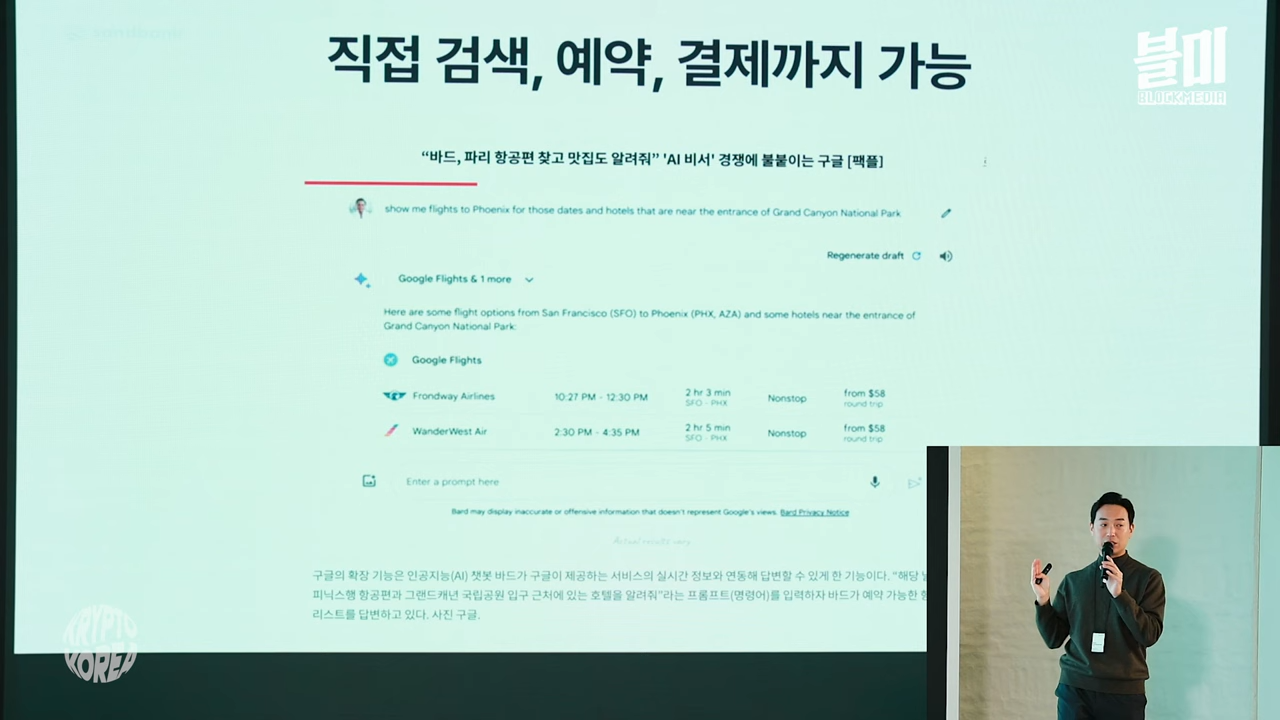 직접 검색, 예약, 결제까지 가능
블미
BLOCKMEDIA
“바드, 파리 항공편 찾고 맛집도 알려줘” 'AI 비서' 경쟁에 불붙이는 구글 [팩플]
show me flights to Phoenix for those dates and hotels that are near the entrance of Grand Canyon National Park
Regenerate draft
Google Flights & 1 more
Here are some flight options from San Francisco (SFO) to Phoenix (PHX, AZA) and some hotels near the entrance of
Grand Canyon National Park:
Google Flights
Frondway Airlines 10:27 PM - 12:30 PM 2 hr 3 min Nonstop from $58
SFO - PHX round trip
WanderWest Air 2:30 PM - 4:35 PM 2 hr 5 min Nonstop from $58
SFO - PHX round trip
Enter a prompt here
Bard may display inaccurate or offensive information that doesn't represent Google's views. Bard Privacy Notice
Actual results vary
구글의 확장 기능은 인공지능(AI) 챗봇 바드가 구글이 제공하는 서비스의 실시간 정보와 연동해 답변할 수 있게 한 기능이다. “해당
피닉스행 항공편과 그랜드캐년 국립공원 입구 근처에 있는 호텔을 알려줘”라는 프롬프트(명령어)를 입력하자 바드가 예약 가능한
리스트를 답변하고 있다. 사진 구글.
KRYPTO
KOREA